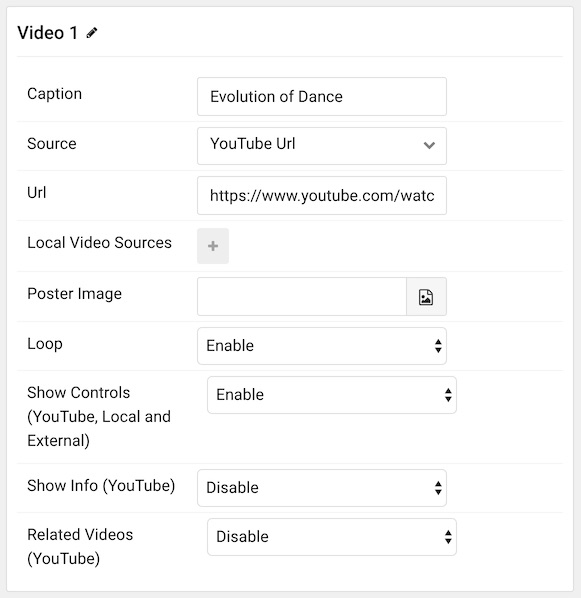 Video 1
Caption
Evolution of Dance
Source
YouTube Url
Url
https://www.youtube.com/watc
Local Video Sources
+
Poster Image
Loop
Enable
Show Controls
(YouTube, Local and
External)
Enable
Show Info (YouTube)
Disable
Related Videos
(YouTube)
Disable